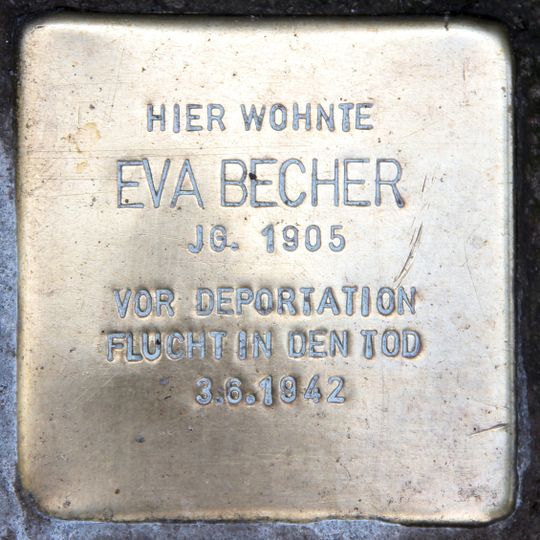 HIER WOHNTE
EVA BECHER
JG. 1905
VOR DEPORTATION
FLUCHT IN DEN TOD
3.6.1942